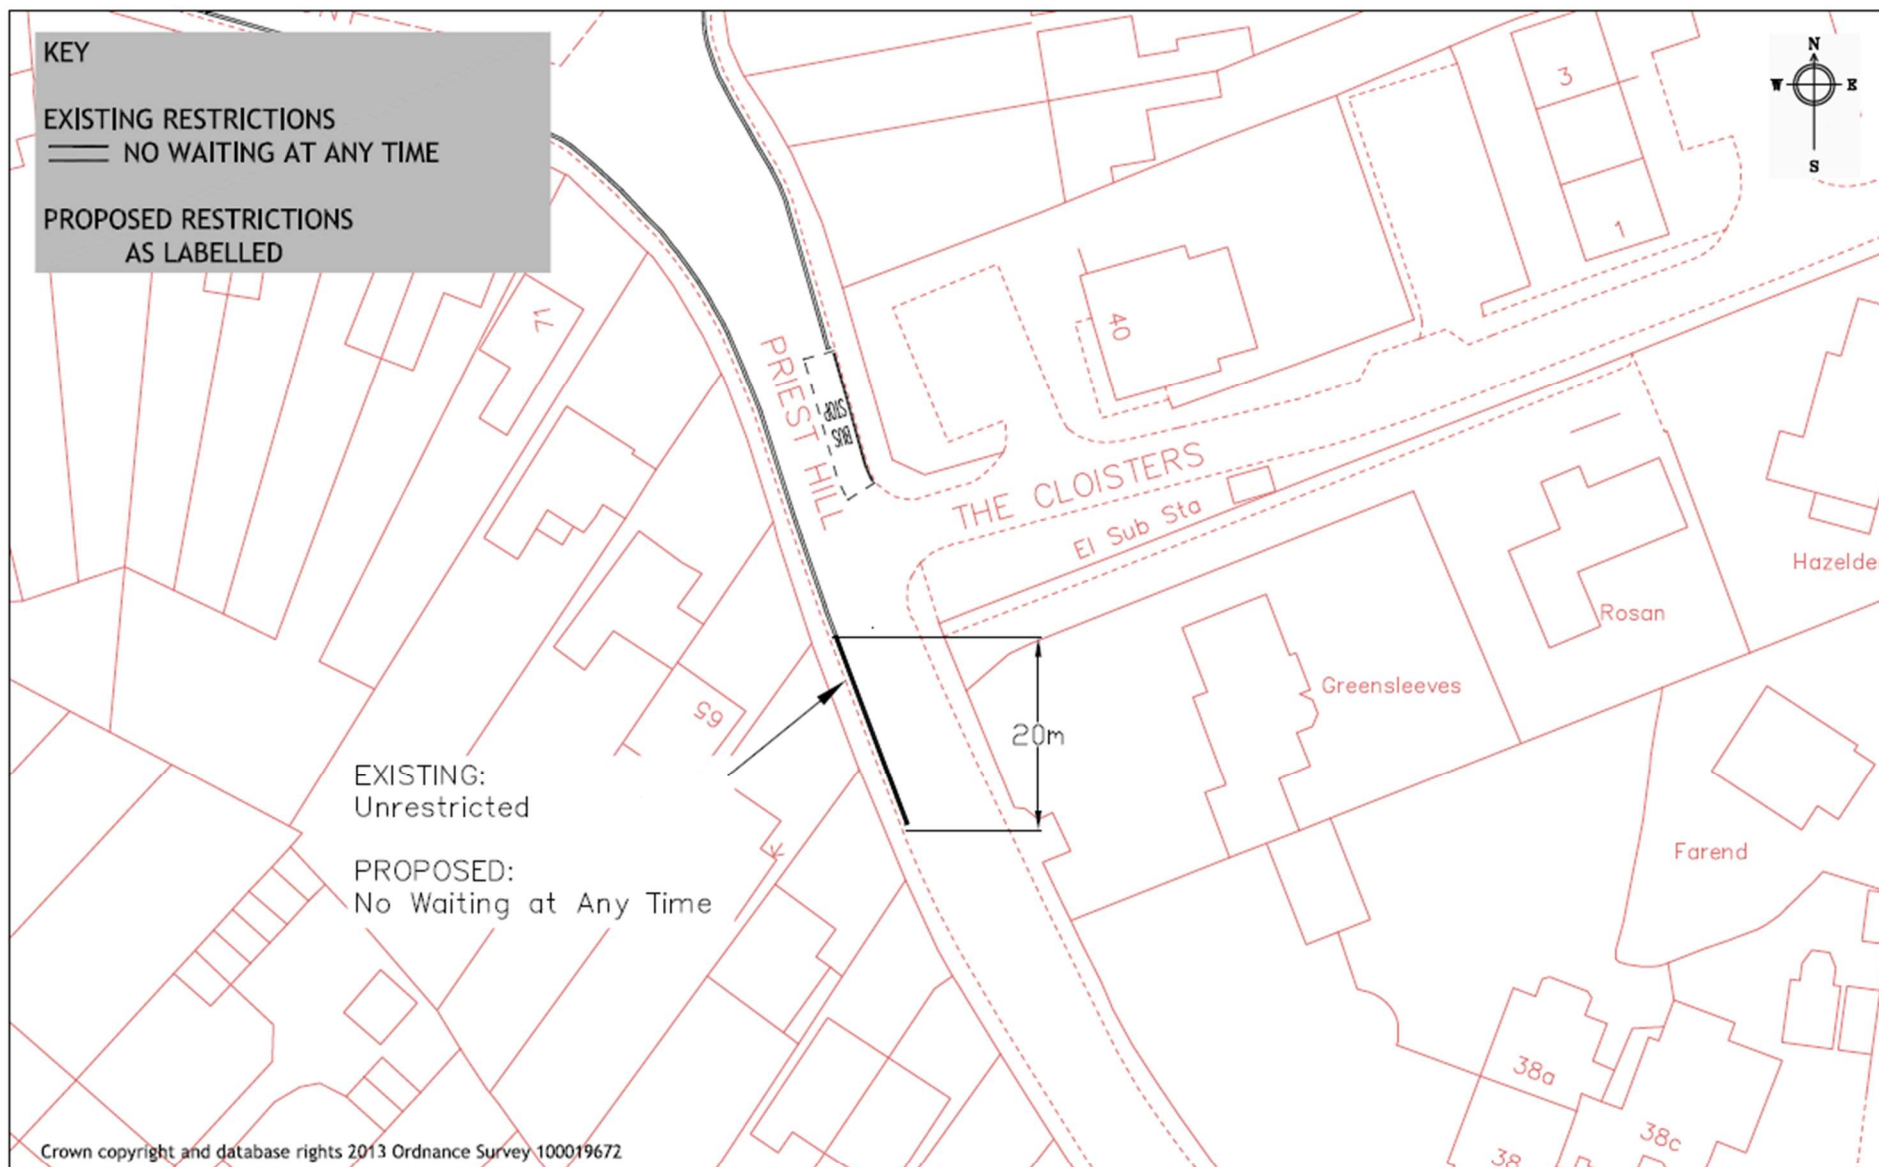 KEY
EXISTING RESTRICTIONS
NO WAITING AT ANY TIME
PROPOSED RESTRICTIONS
AS LABELLED
N
W E
S
3
1
40
71
PRIEST HILL
BUS
STOP
THE CLOISTERS
El Sub Sta
Hazelde
Rosan
Greensleeves
65
20m
EXISTING:
Unrestricted
PROPOSED:
No Waiting at Any Time
Farend
38a
38c
38
Crown copyright and database rights 2013 Ordnance Survey 100019672